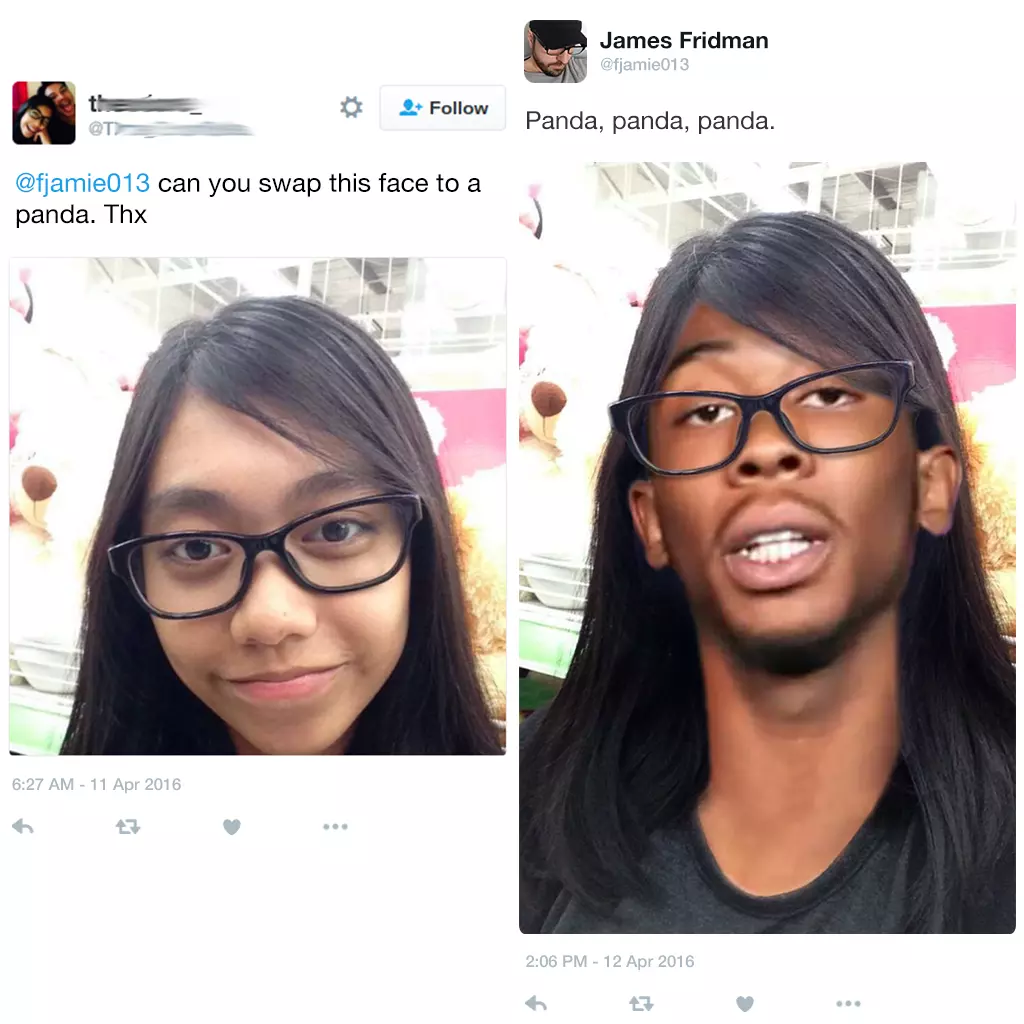 Follow
@fjamie013 can you swap this face to a
panda. Thx
6:27 AM - 11 Apr 2016
James Fridman
@fjamie013
Panda, panda, panda.
2:06 PM - 12 Apr 2016